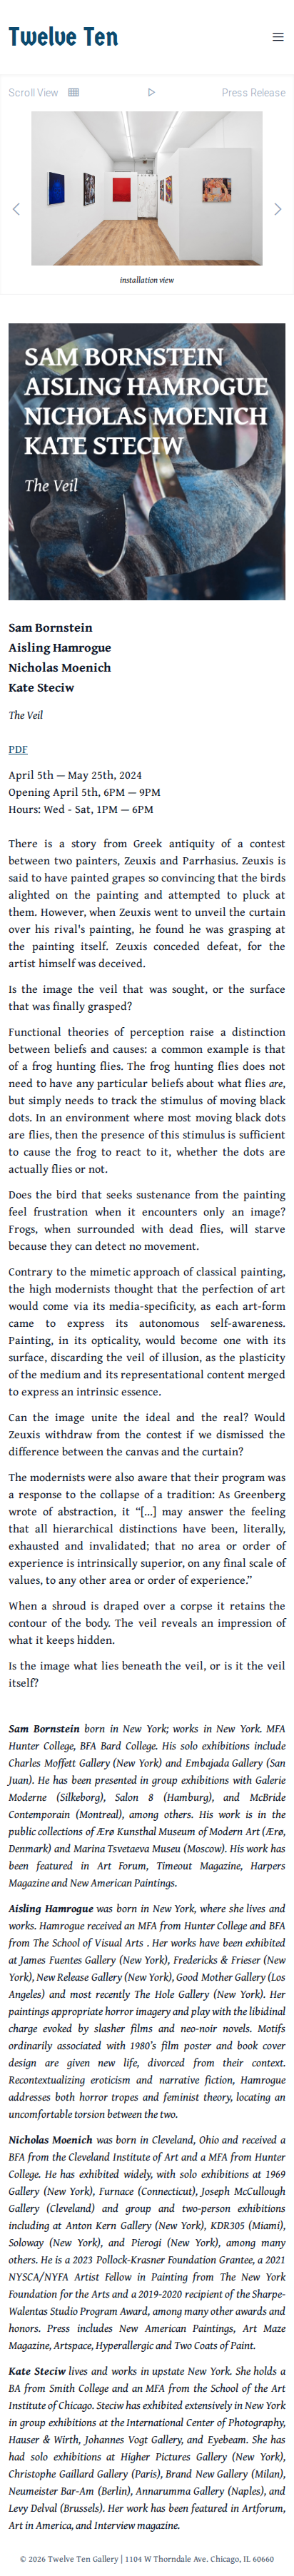 Twelve Ten
Scroll View
Press Release
installation view
SAM BORNSTEIN
AISLING HAMROGUE
NICHOLAS MOENICH
KATE STECIW
The Veil
Sam Bornstein
Aisling Hamrogue
Nicholas Moenich
Kate Steciw
The Veil
PDF
April 5th — May 25th, 2024
Opening April 5th, 6PM — 9PM
Hours: Wed - Sat, 1PM — 6PM
There is a story from Greek antiquity of a contest
between two painters, Zeuxis and Parrhasius. Zeuxis is
said to have painted grapes so convincing that the birds
alighted on the painting and attempted to pluck at
them. However, when Zeuxis went to unveil the curtain
over his rival's painting, he found he was grasping at
the painting itself. Zeuxis conceded defeat, for the
artist himself was deceived.
Is the image the veil that was sought, or the surface
that was finally grasped?
Functional theories of perception raise a distinction
between beliefs and causes: a common example is that
of a frog hunting flies. The frog hunting flies does not
need to have any particular beliefs about what flies are,
but simply needs to track the stimulus of moving black
dots. In an environment where most moving black dots
are flies, then the presence of this stimulus is sufficient
to cause the frog to react to it, whether the dots are
actually flies or not.
Does the bird that seeks sustenance from the painting
feel frustration when it encounters only an image?
Frogs, when surrounded with dead flies, will starve
because they can detect no movement.
Contrary to the mimetic approach of classical painting,
the high modernists thought that the perfection of art
would come via its media-specificity, as each art-form
came to express its autonomous self-awareness.
Painting, in its opticality, would become one with its
surface, discarding the veil of illusion, as the plasticity
of the medium and its representational content merged
to express an intrinsic essence.
Can the image unite the ideal and the real? Would
Zeuxis withdraw from the contest if we dismissed the
difference between the canvas and the curtain?
The modernists were also aware that their program was
a response to the collapse of a tradition: As Greenberg
wrote of abstraction, it “[...] may answer the feeling
that all hierarchical distinctions have been, literally,
exhausted and invalidated; that no area or order of
experience is intrinsically superior, on any final scale of
values, to any other area or order of experience.”
When a shroud is draped over a corpse it retains the
contour of the body. The veil reveals an impression of
what it keeps hidden.
Is the image what lies beneath the veil, or is it the veil
itself?
Sam Bornstein born in New York; works in New York. MFA
Hunter College, BFA Bard College. His solo exhibitions include
Charles Moffett Gallery (New York) and Embajada Gallery (San
Juan). He has been presented in group exhibitions with Galerie
Moderne (Silkeborg), Salon 8 (Hamburg), and McBride
Contemporain (Montreal), among others. His work is in the
public collections of Ærø Kunsthal Museum of Modern Art (Ærø,
Denmark) and Marina Tsvetaeva Museu (Moscow). His work has
been featured in Art Forum, Timeout Magazine, Harpers
Magazine and New American Paintings.
Aisling Hamrogue was born in New York, where she lives and
works. Hamrogue received an MFA from Hunter College and BFA
from The School of Visual Arts . Her works have been exhibited
at James Fuentes Gallery (New York), Fredericks & Frieser (New
York), New Release Gallery (New York), Good Mother Gallery (Los
Angeles) and most recently The Hole Gallery (New York). Her
paintings appropriate horror imagery and play with the libidinal
charge evoked by slasher films and neo-noir novels. Motifs
ordinarily associated with 1980’s film poster and book cover
design are given new life, divorced from their context.
Recontextualizing eroticism and narrative fiction, Hamrogue
addresses both horror tropes and feminist theory, locating an
uncomfortable torsion between the two.
Nicholas Moenich was born in Cleveland, Ohio and received a
BFA from the Cleveland Institute of Art and a MFA from Hunter
College. He has exhibited widely, with solo exhibitions at 1969
Gallery (New York), Furnace (Connecticut), Joseph McCullough
Gallery (Cleveland) and group and two-person exhibitions
including at Anton Kern Gallery (New York), KDR305 (Miami),
Soloway (New York), and Pierogi (New York), among many
others. He is a 2023 Pollock-Krasner Foundation Grantee, a 2021
NYSCA/NYFA Artist Fellow in Painting from The New York
Foundation for the Arts and a 2019-2020 recipient of the Sharpe-
Walentas Studio Program Award, among many other awards and
honors. Press includes New American Paintings, Art Maze
Magazine, Artspace, Hyperallergic and Two Coats of Paint.
Kate Steciw lives and works in upstate New York. She holds a
BA from Smith College and an MFA from the School of the Art
Institute of Chicago. Steciw has exhibited extensively in New York
in group exhibitions at the International Center of Photography,
Hauser & Wirth, Johannes Vogt Gallery, and Eyebeam. She has
had solo exhibitions at Higher Pictures Gallery (New York),
Christophe Gaillard Gallery (Paris), Brand New Gallery (Milan),
Neumeister Bar-Am (Berlin), Annarumma Gallery (Naples), and
Levy Delval (Brussels). Her work has been featured in Artforum,
Art in America, and Interview magazine.
© 2026 Twelve Ten Gallery | 1104 W Thorndale Ave. Chicago, IL 60660